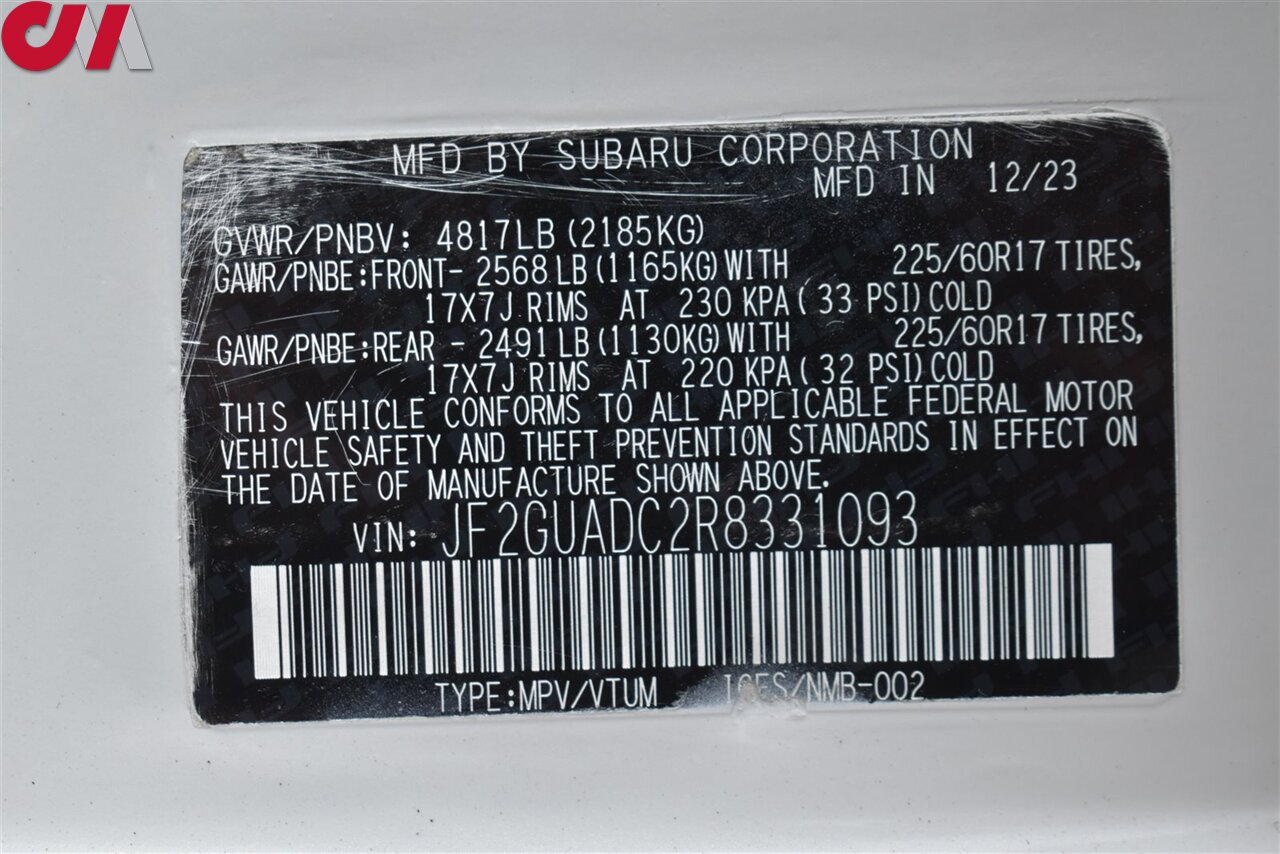 MFD BY SUBARU CORPORATION
MFD IN 12/23
GVWR/PNBV: 4817LB (2185KG)
GAWR/PNBE:FRONT- 2568 LB (1165KG) WITH 225/60R17 TIRES,
17X7J RIMS AT 230 KPA ( 33 PSI) COLD
GAWR/PNBE:REAR - 2491 LB (1130KG) WITH 225/60R17 TIRES,
17X7J RIMS AT 220 KPA ( 32 PSI) COLD
THIS VEHICLE CONFORMS TO ALL APPLICABLE FEDERAL MOTOR
VEHICLE SAFETY AND THEFT PREVENTION STANDARDS IN EFFECT ON
THE DATE OF MANUFACTURE SHOWN ABOVE.
VIN: JF2GUADC2R8331093
TYPE:MPV/VTUM ICES/NMB-002